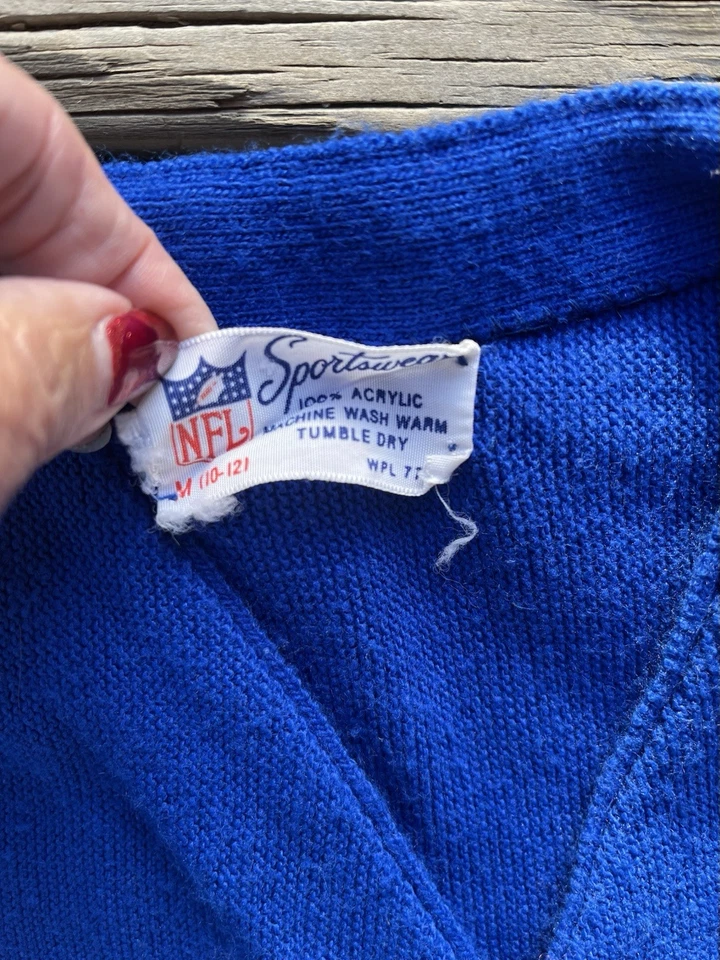 Sportswear
100% ACRYLIC
MACHINE WASH WARM
TUMBLE DRY
NFL
M (10-12)
WPL